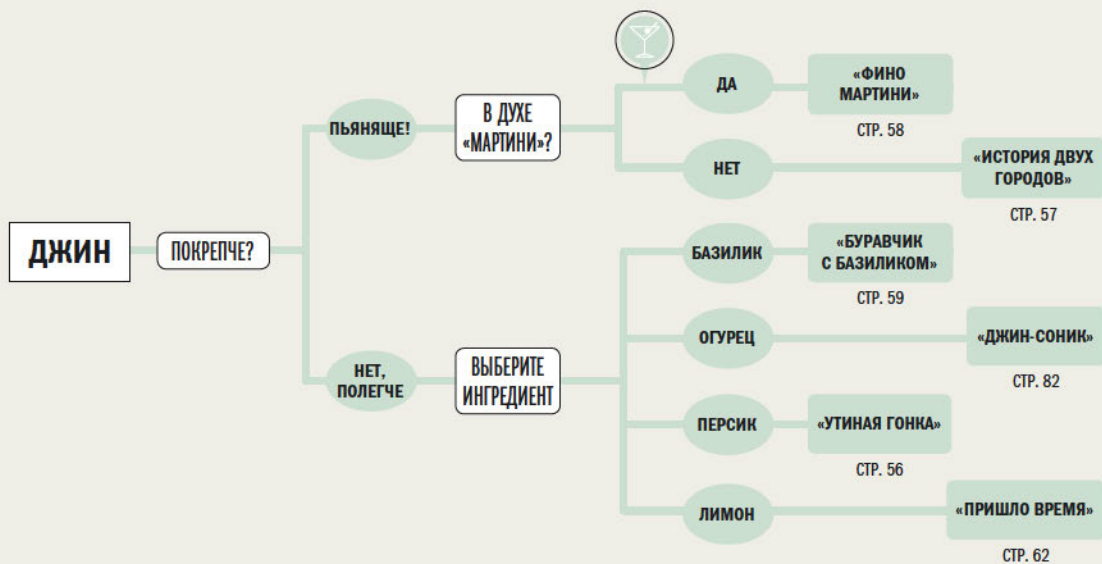 ДЖИН
ПОКРЕПЧЕ?
ПЬЯНЯЩЕ!
В ДУХЕ
«МАРТИНИ»?
ДА
«ФИНО
МАРТИНИ»
СТР. 58
НЕТ
«ИСТОРИЯ ДВУХ
ГОРОДОВ»
СТР. 57
НЕТ,
ПОЛЕГЧЕ
ВЫБЕРИТЕ
ИНГРЕДИЕНТ
БАЗИЛИК
«БУРАВЧИК
С БАЗИЛИКОМ»
СТР. 59
ОГУРЕЦ
«ДЖИН-СОНИК»
СТР. 82
ПЕРСИК
«УТИНАЯ ГОНКА»
СТР. 56
ЛИМОН
«ПРИШЛО ВРЕМЯ»
СТР. 62